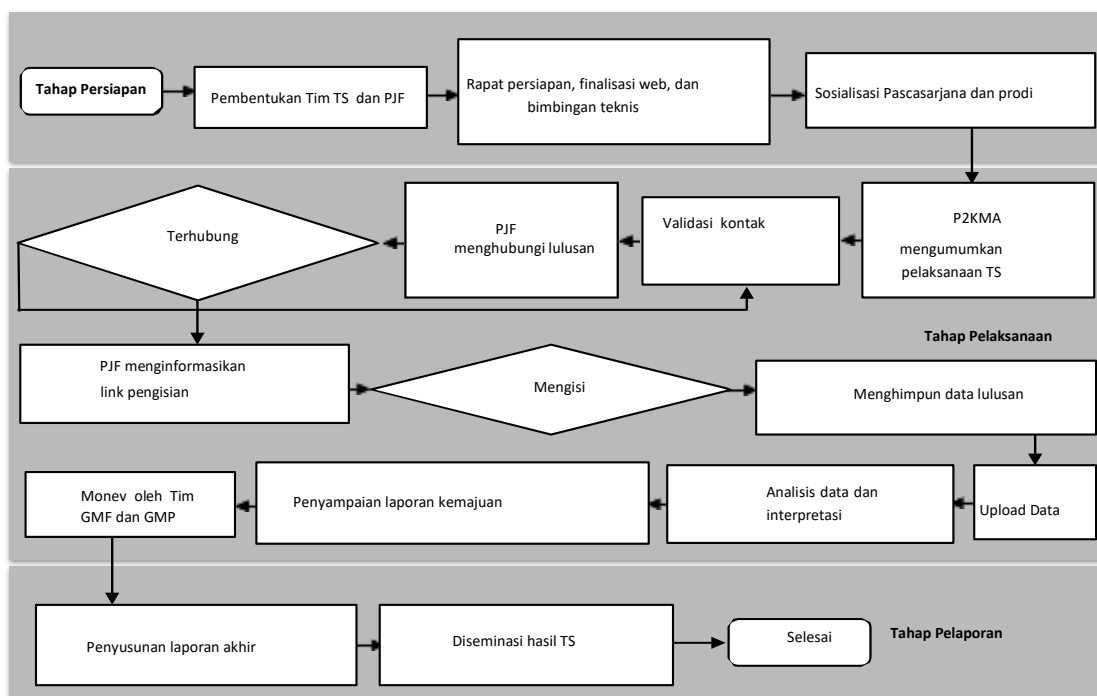 Tahap Persiapan
Pembentukan Tim TS dan PJF
Rapat persiapan, finalisasi web, dan
bimbingan teknis
Sosialisasi Pascasarjana dan prodi
P2KMA
mengumumkan
pelaksanaan TS
Validasi kontak
PJF
menghubungi lulusan
Terhubung
Tahap Pelaksanaan
PJF menginformasikan
link pengisian
Mengisi
Menghimpun data lulusan
Upload Data
Analisis data dan
interpretasi
Penyampaian laporan kemajuan
Monev oleh Tim
GMF dan GMP
Penyusunan laporan akhir
Diseminasi hasil TS
Selesai
Tahap Pelaporan